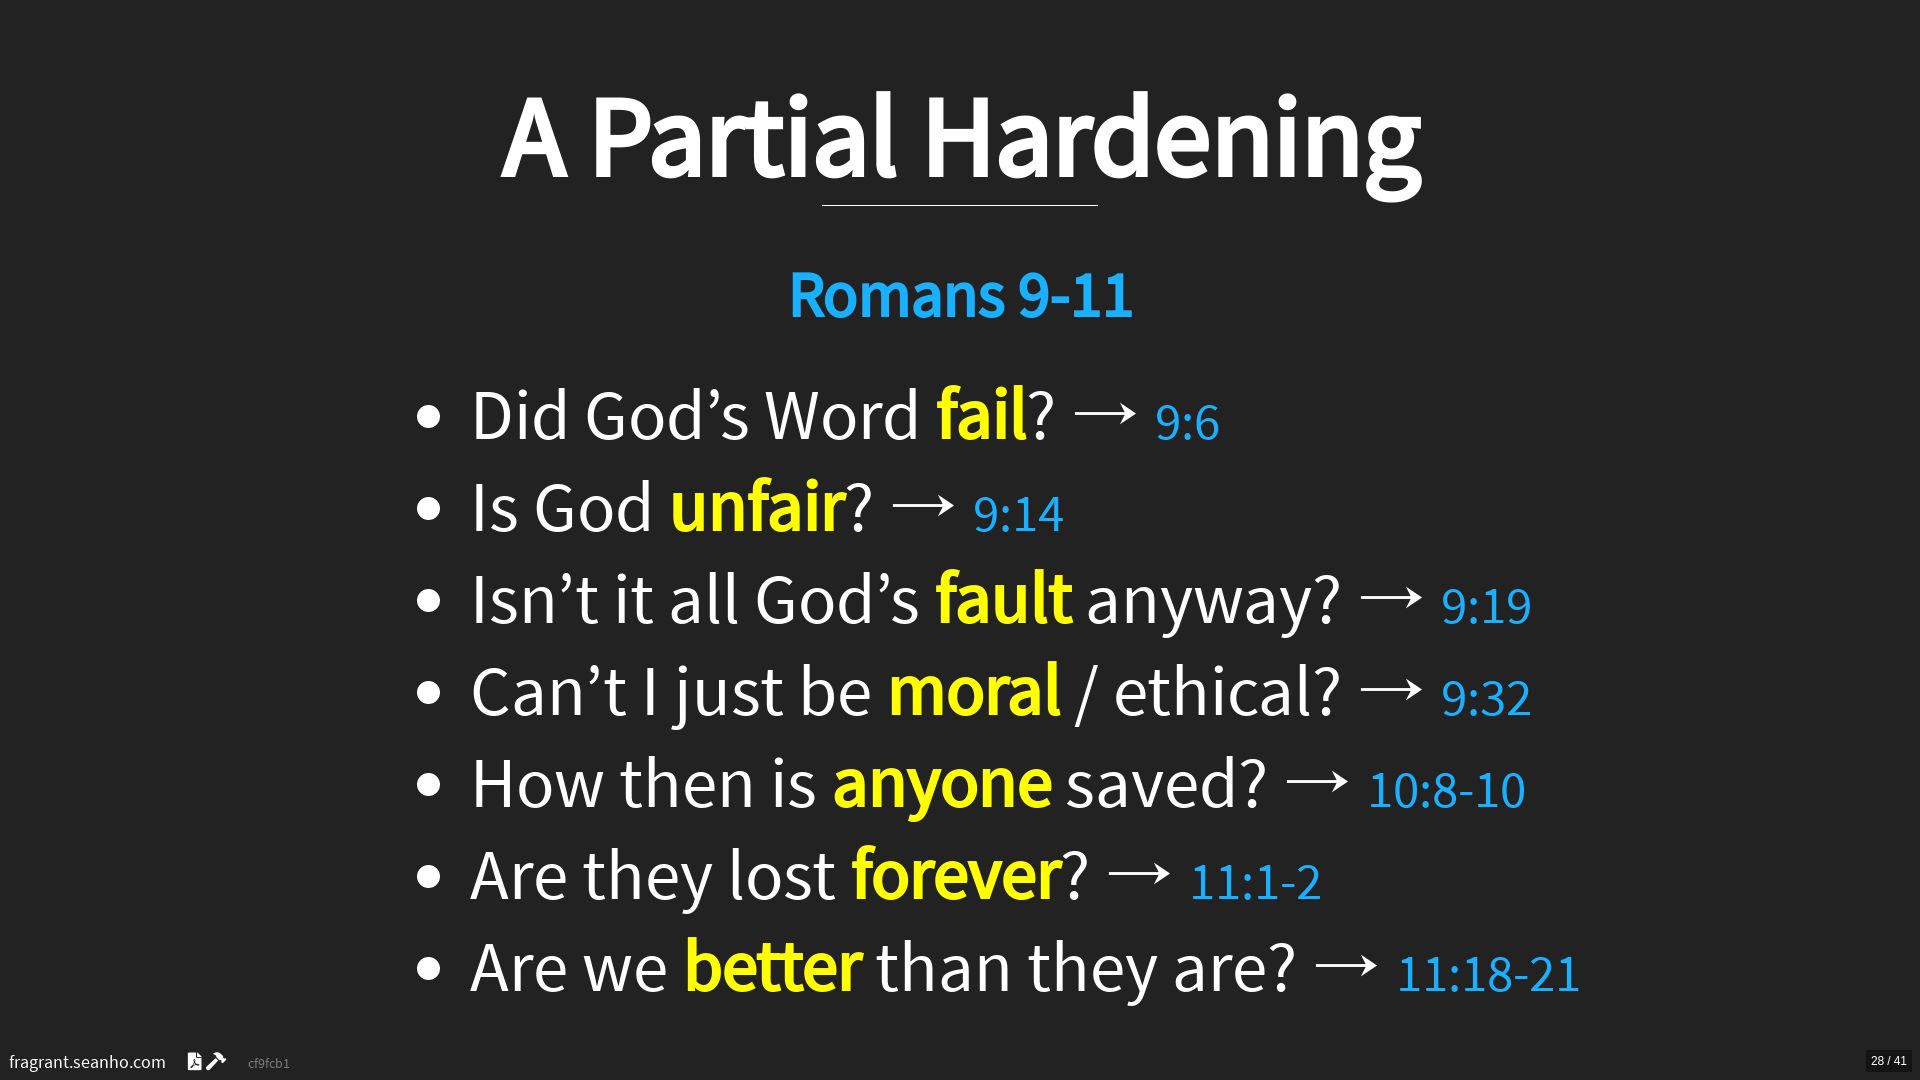 A Partial Hardening
Romans 9-11
• Did God’s Word fail? → 9:6
• Is God unfair? → 9:14
• Isn’t it all God’s fault anyway? → 9:19
• Can’t I just be moral / ethical? → 9:32
• How then is anyone saved? → 10:8-10
• Are they lost forever? → 11:1-2
• Are we better than they are? → 11:18-21
fragrant.seanho.com cf9fcb1 28 / 41